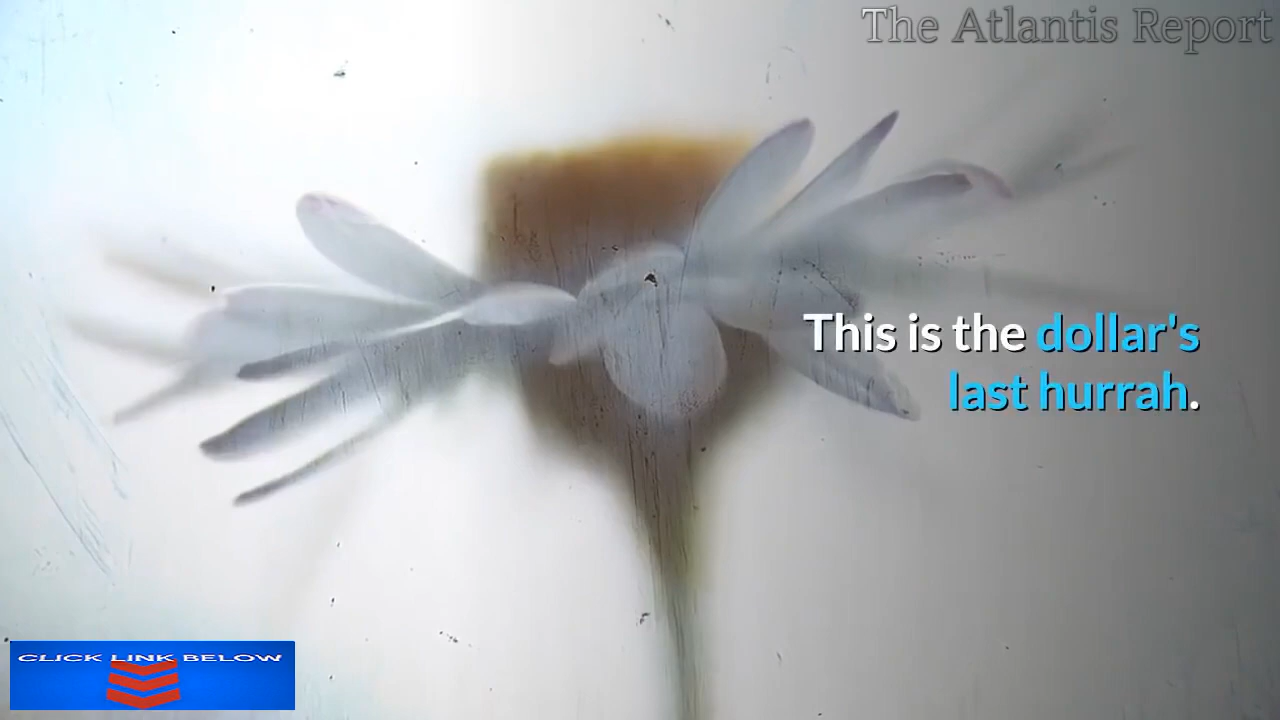 The Atlantis Report
This is the dollar's
last hurrah.
CLICK LINK BELOW